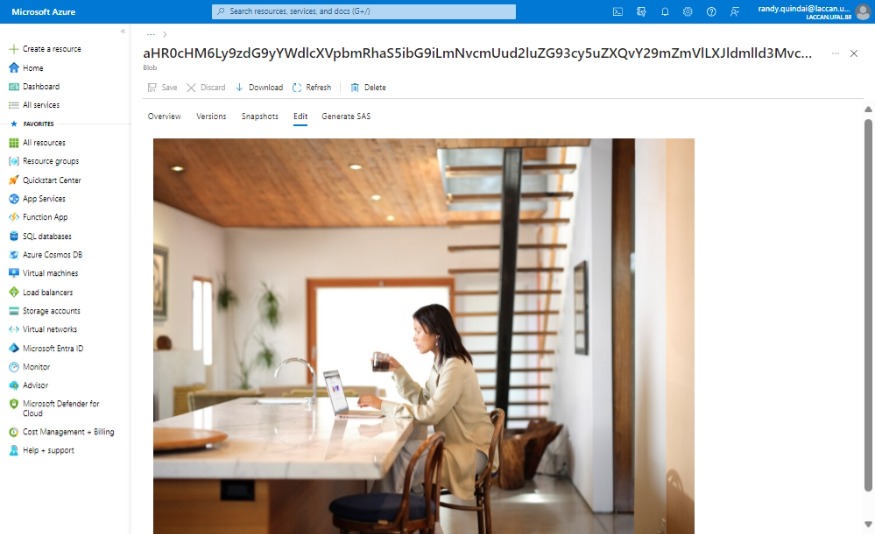 Microsoft Azure
Search resources, services, and docs (G+/)
randy.quindai@laccan.u...
LACCAN.UFAL.BR
Create a resource
Home
Dashboard
All services
FAVORITES
All resources
Resource groups
Quickstart Center
App Services
Function App
SQL databases
Azure Cosmos DB
Virtual machines
Load balancers
Storage accounts
Virtual networks
Microsoft Entra ID
Monitor
Advisor
Microsoft Defender for
Cloud
Cost Management + Billing
Help + support
aHR0cHM6Ly9zdG9yYWdlcXVpbmRhaS5ibG9iLmNvcmUud2luZG93cy5uZXQvY29mZmVlLXJldmlld3Mvc...
Blob
Save Discard Download Refresh Delete
Overview Versions Snapshots Edit Generate SAS